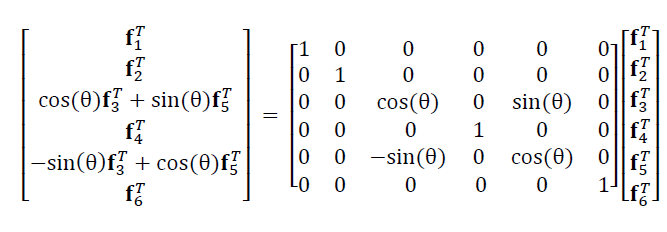 [ 𝐟₁ᵀ ] [ 1 0 0 0 0 0 ] [ 𝐟₁ᵀ ]
[ 𝐟₂ᵀ ] [ 0 1 0 0 0 0 ] [ 𝐟₂ᵀ ]
[ cos(θ)𝐟₃ᵀ + sin(θ)𝐟₅ᵀ ] = [ 0 0 cos(θ) 0 sin(θ) 0 ] [ 𝐟₃ᵀ ]
[ 𝐟₄ᵀ ] [ 0 0 0 1 0 0 ] [ 𝐟₄ᵀ ]
[ −sin(θ)𝐟₃ᵀ + cos(θ)𝐟₅ᵀ ] [ 0 0 −sin(θ) 0 cos(θ) 0 ] [ 𝐟₅ᵀ ]
[ 𝐟₆ᵀ ] [ 0 0 0 0 0 1 ] [ 𝐟₆ᵀ ]